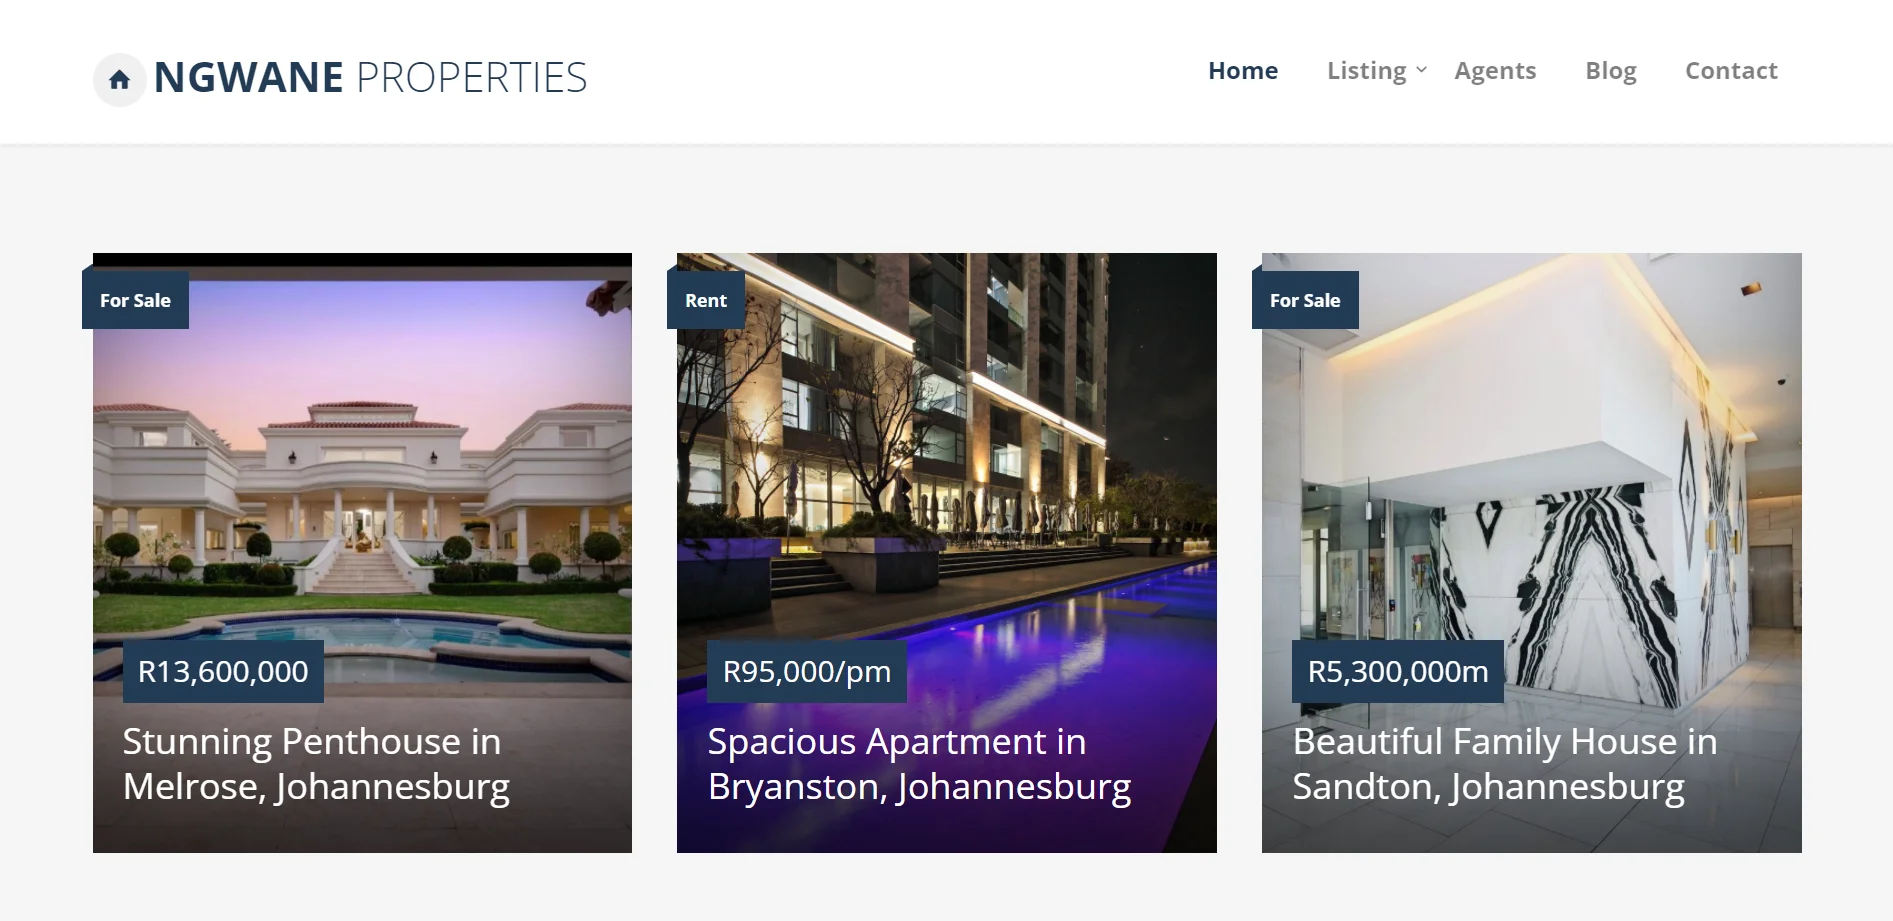 NGWANE PROPERTIES
Home Listing Agents Blog Contact
For Sale
R13,600,000
Stunning Penthouse in
Melrose, Johannesburg
Rent
R95,000/pm
Spacious Apartment in
Bryanston, Johannesburg
For Sale
R5,300,000m
Beautiful Family House in
Sandton, Johannesburg